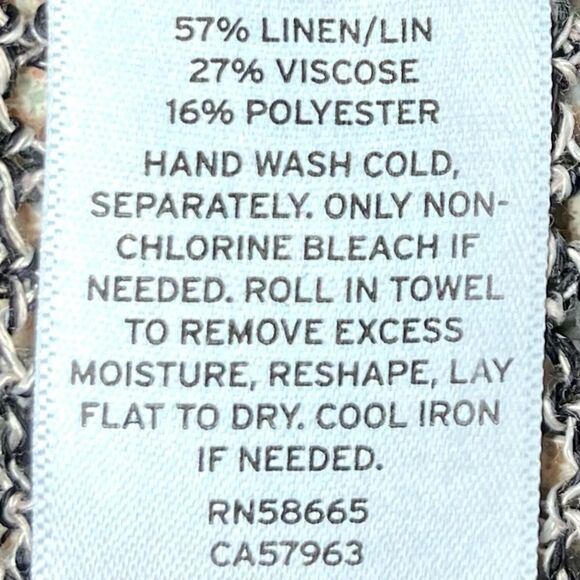 57% LINEN/LIN
27% VISCOSE
16% POLYESTER
HAND WASH COLD,
SEPARATELY. ONLY NON-
CHLORINE BLEACH IF
NEEDED. ROLL IN TOWEL
TO REMOVE EXCESS
MOISTURE, RESHAPE, LAY
FLAT TO DRY. COOL IRON
IF NEEDED.
RN58665
CA57963